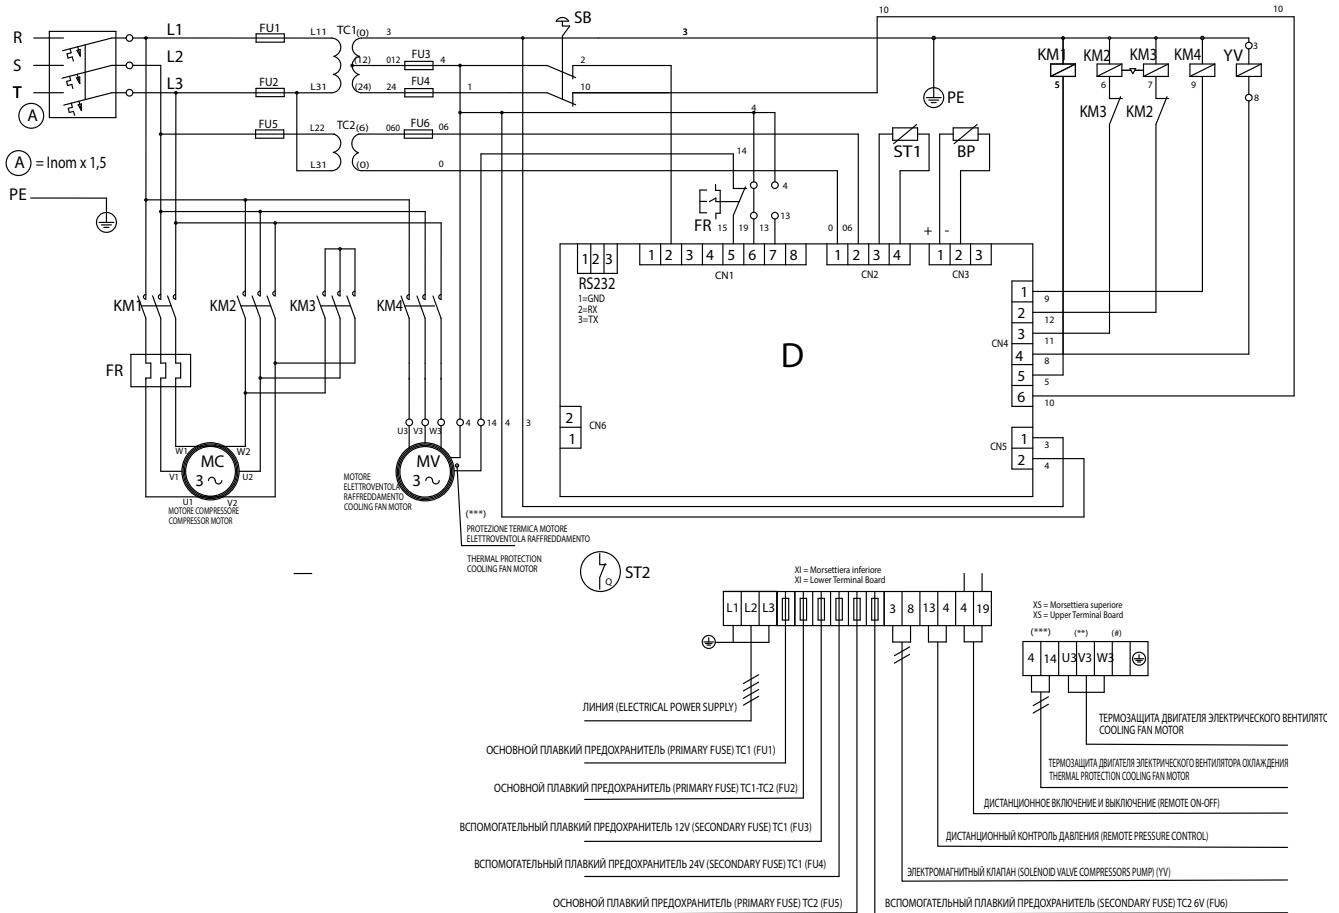 10
10
R
L1
FU1
L11
TC1
(0)
3
SB
3
S
L2
(12)
012
FU3
4
2
KM1
KM2
KM3
KM4
YV
3
T
L3
FU2
L31
(24)
24
FU4
1
10
5
6
7
9
8
PE
A
4
KM3
KM2
FU5
L22
TC2
(6)
060
FU6
06
ST1
BP
A = Inom x 1,5
14
L31
(0)
0
PE
4
FR
15
19
13
13
0
06
+
-
1 2 3
1 2 3 4 5 6 7 8
1 2 3 4
1 2 3
CN1
CN2
CN3
RS232
1=GND
2=RX
3=TX
KM1
KM2
KM3
KM4
1
9
2
12
3
11
CN4
4
8
5
5
6
10
D
FR
2
1
CN6
U3
V3
W3
4
14
4
3
CN5
1
3
2
4
W1
W2
MC
3 ~
V1
U2
U1
V2
MOTORE COMPRESSORE
COMPRESSOR MOTOR
MV
3 ~
MOTORE
ELETTROVENTOLA
RAFFREDDAMENTO
COOLING FAN MOTOR
(***)
PROTEZIONE TERMICA MOTORE
ELETTROVENTOLA RAFFREDDAMENTO
THERMAL PROTECTION
COOLING FAN MOTOR
Q
ST2
XI = Morsettiera inferiore
XI = Lower Terminal Board
L1 L2 L3
3 8 13 4 4 19
XS = Morsettiera superiore
XS = Upper Terminal Board
(***)
(**)
(#)
4 14 U3 V3 W3
ЛИНИЯ (ELECTRICAL POWER SUPPLY)
ТЕРМОЗАЩИТА ДВИГАТЕЛЯ ЭЛЕКТРИЧЕСКОГО ВЕНТИЛЯТО
COOLING FAN MOTOR
ОСНОВНОЙ ПЛАВКИЙ ПРЕДОХРАНИТЕЛЬ (PRIMARY FUSE) TC1 (FU1)
ТЕРМОЗАЩИТА ДВИГАТЕЛЯ ЭЛЕКТРИЧЕСКОГО ВЕНТИЛЯТОРА ОХЛАЖДЕНИЯ
THERMAL PROTECTION COOLING FAN MOTOR
ОСНОВНОЙ ПЛАВКИЙ ПРЕДОХРАНИТЕЛЬ (PRIMARY FUSE) TC1-TC2 (FU2)
ДИСТАНЦИОННОЕ ВКЛЮЧЕНИЕ И ВЫКЛЮЧЕНИЕ (REMOTE ON-OFF)
ВСПОМОГАТЕЛЬНЫЙ ПЛАВКИЙ ПРЕДОХРАНИТЕЛЬ 12V (SECONDARY FUSE) TC1 (FU3)
ДИСТАНЦИОННЫЙ КОНТРОЛЬ ДАВЛЕНИЯ (REMOTE PRESSURE CONTROL)
ВСПОМОГАТЕЛЬНЫЙ ПЛАВКИЙ ПРЕДОХРАНИТЕЛЬ 24V (SECONDARY FUSE) TC1 (FU4)
ЭЛЕКТРОМАГНИТНЫЙ КЛАПАН (SOLENOID VALVE COMPRESSORS PUMP) (YV)
ОСНОВНОЙ ПЛАВКИЙ ПРЕДОХРАНИТЕЛЬ (PRIMARY FUSE) TC2 (FU5)
ВСПОМОГАТЕЛЬНЫЙ ПЛАВКИЙ ПРЕДОХРАНИТЕЛЬ (SECONDARY FUSE) TC2 6V (FU6)